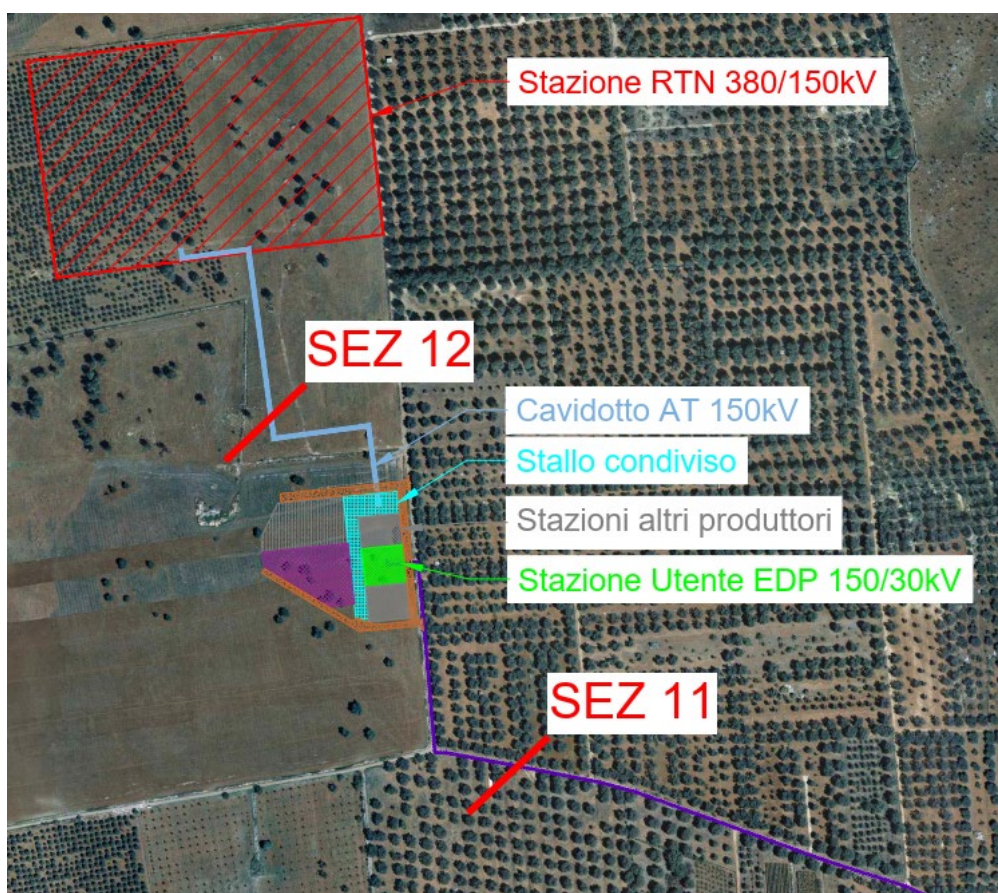 Stazione RTN 380/150kV
SEZ 12
Cavidotto AT 150kV
Stallo condiviso
Stazioni altri produttori
Stazione Utente EDP 150/30kV
SEZ 11